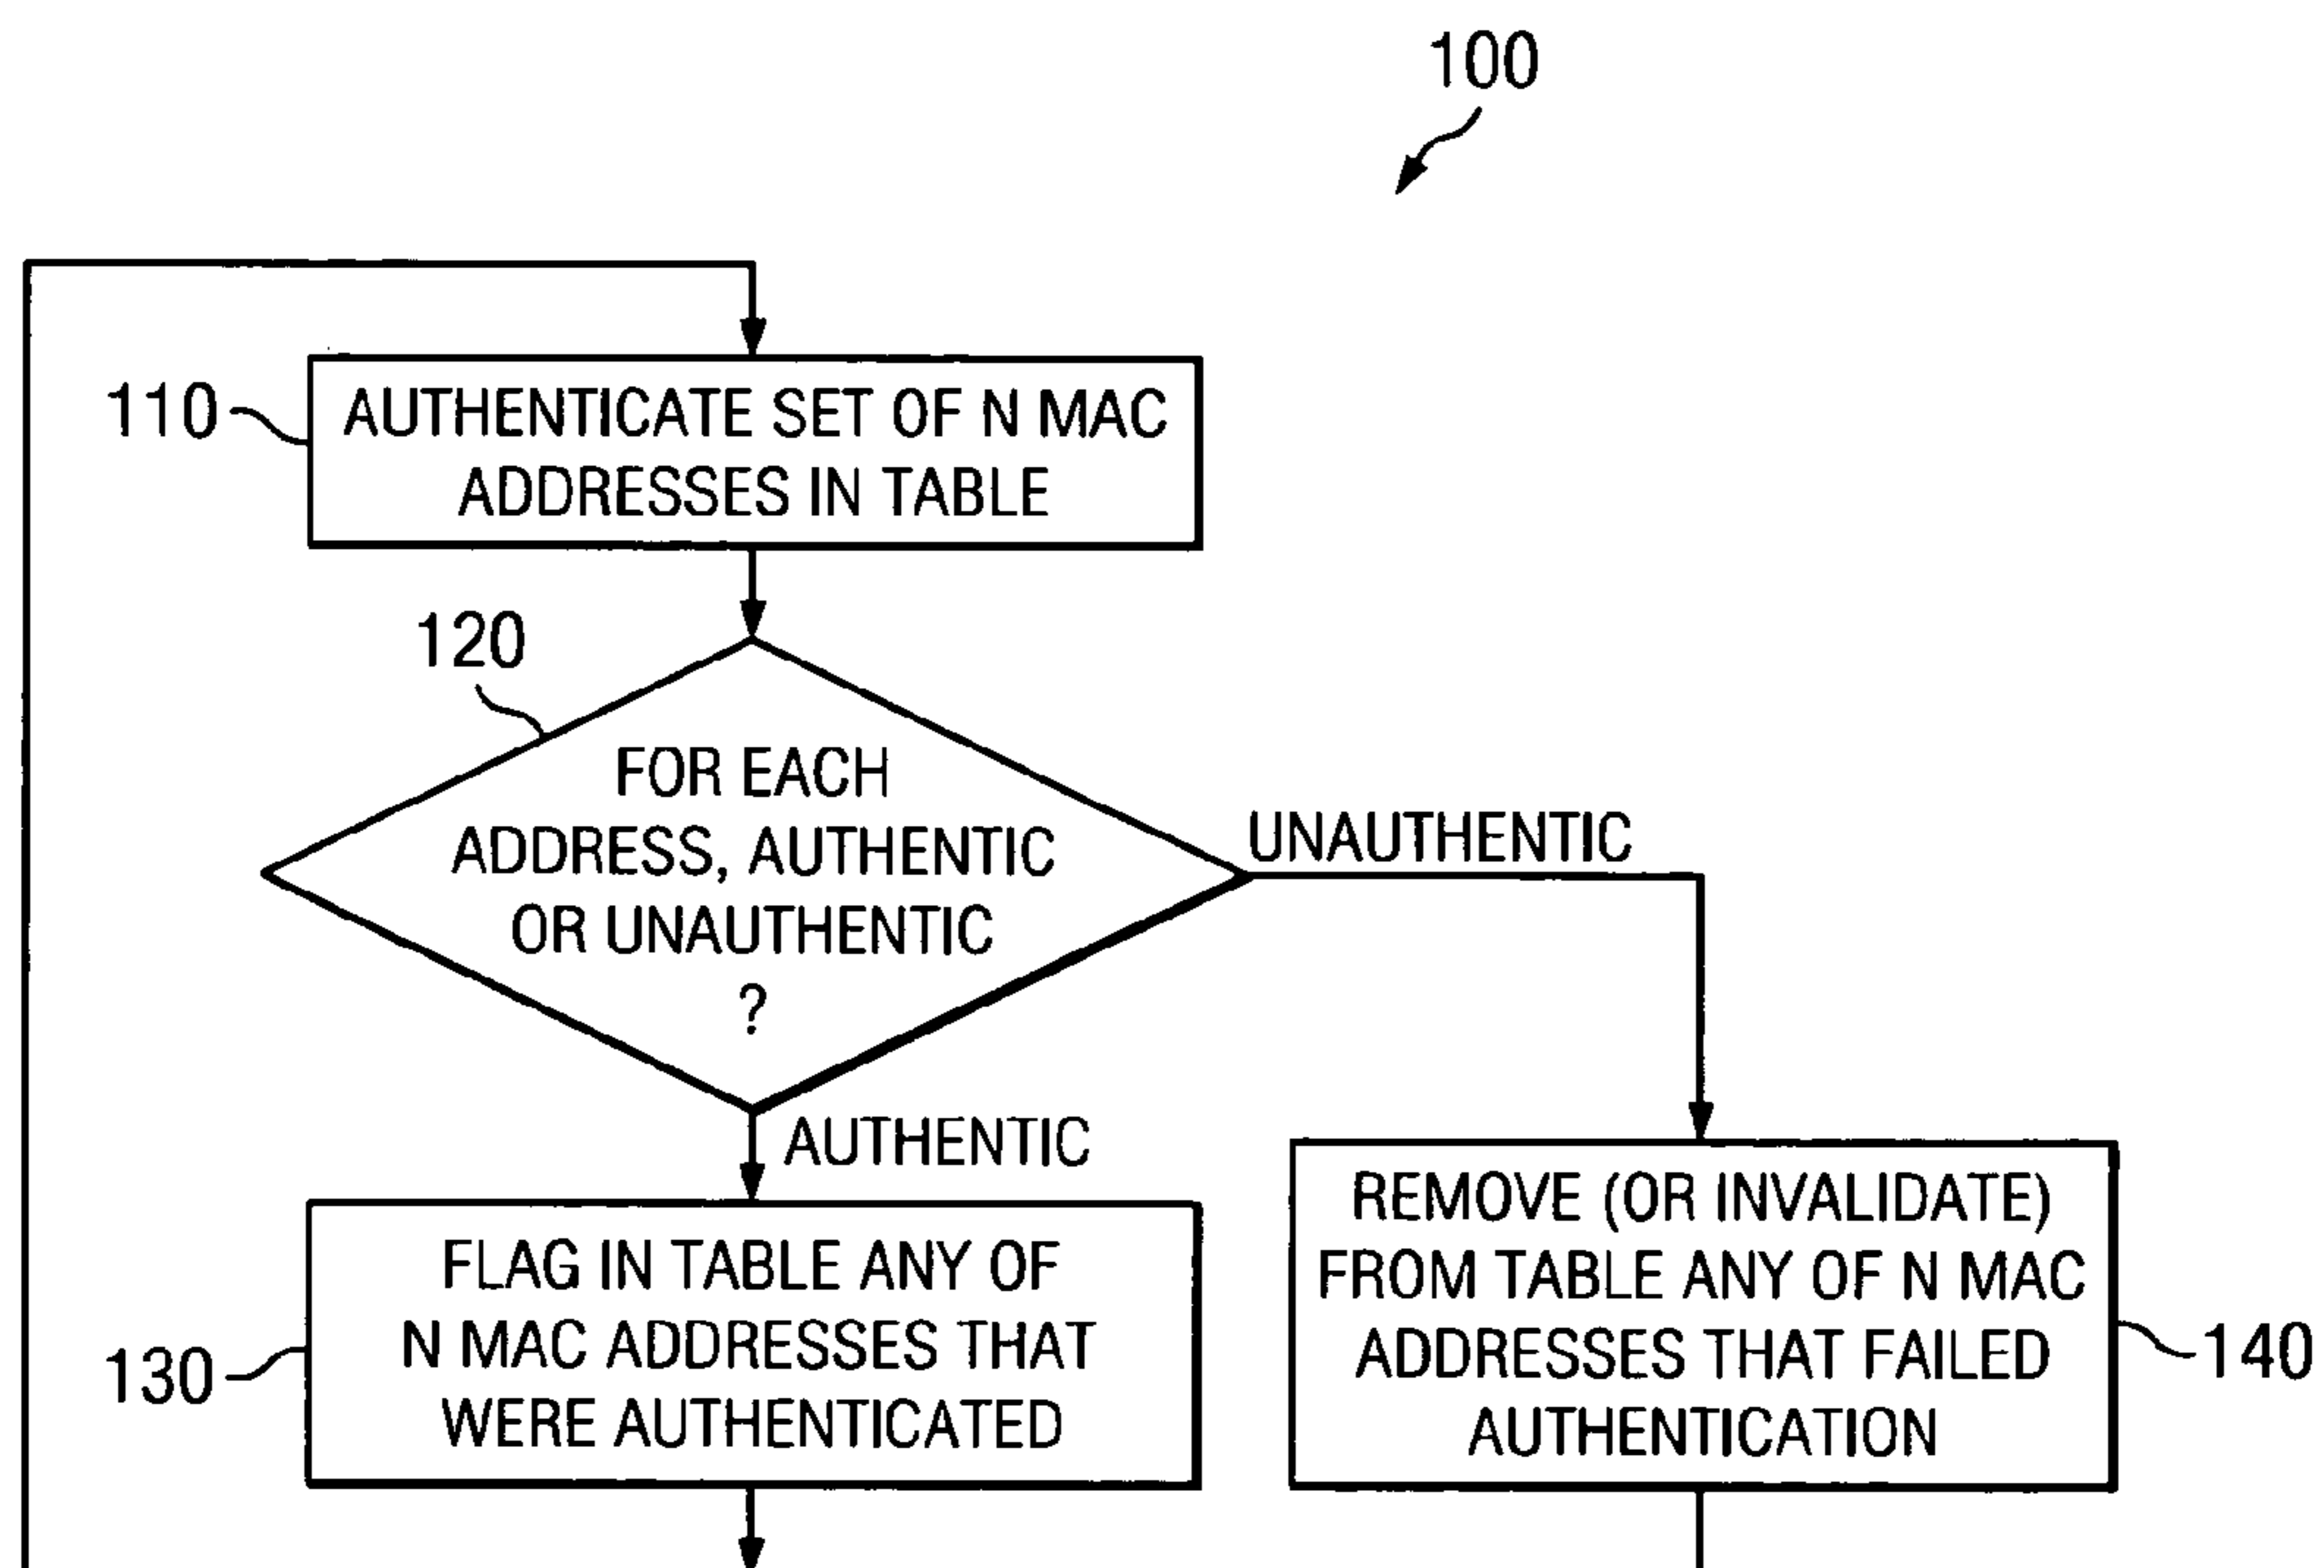 100
110
AUTHENTICATE SET OF N MAC
ADDRESSES IN TABLE
120
FOR EACH
ADDRESS, AUTHENTIC
OR UNAUTHENTIC
?
UNAUTHENTIC
AUTHENTIC
130
FLAG IN TABLE ANY OF
N MAC ADDRESSES THAT
WERE AUTHENTICATED
REMOVE (OR INVALIDATE)
FROM TABLE ANY OF N MAC
ADDRESSES THAT FAILED
AUTHENTICATION
140